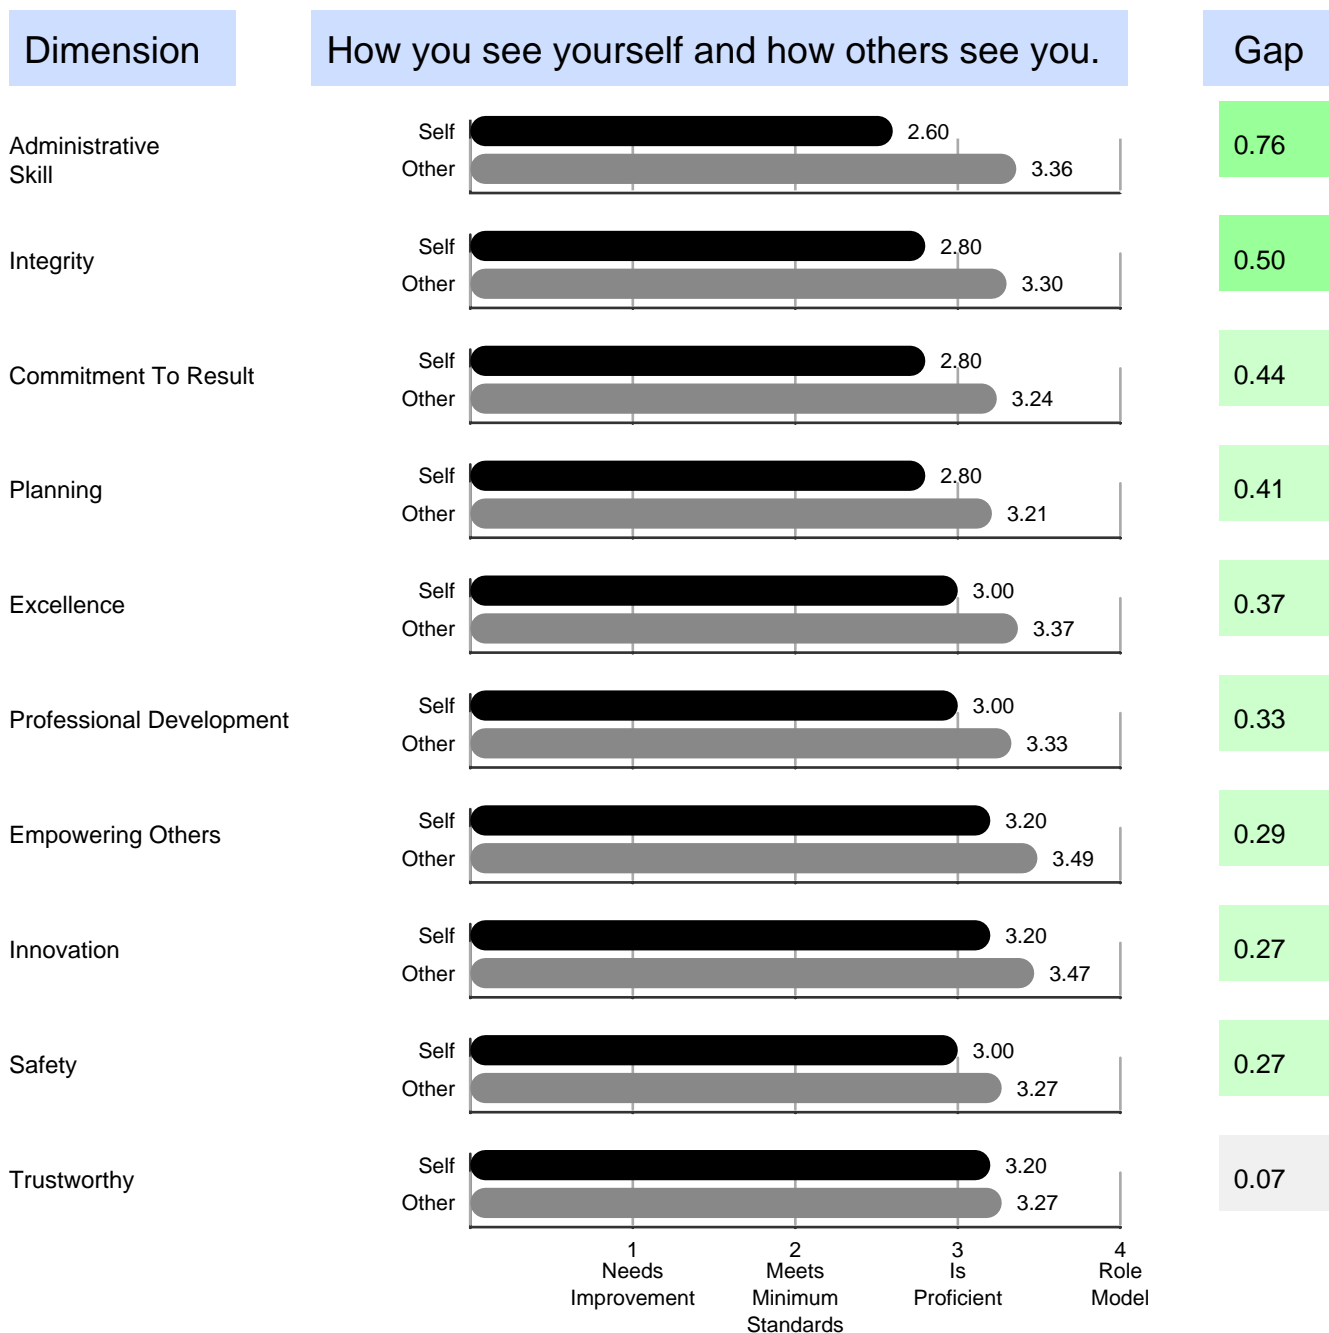 Dimension
How you see yourself and how others see you.
Gap
Administrative
Skill
Self
2.60
Other
3.36
0.76
Integrity
Self
2.80
Other
3.30
0.50
Commitment To Result
Self
2.80
Other
3.24
0.44
Planning
Self
2.80
Other
3.21
0.41
Excellence
Self
3.00
Other
3.37
0.37
Professional Development
Self
3.00
Other
3.33
0.33
Empowering Others
Self
3.20
Other
3.49
0.29
Innovation
Self
3.20
Other
3.47
0.27
Safety
Self
3.00
Other
3.27
0.27
Trustworthy
Self
3.20
Other
3.27
0.07
1
Needs
Improvement
2
Meets
Minimum
Standards
3
Is
Proficient
4
Role
Model